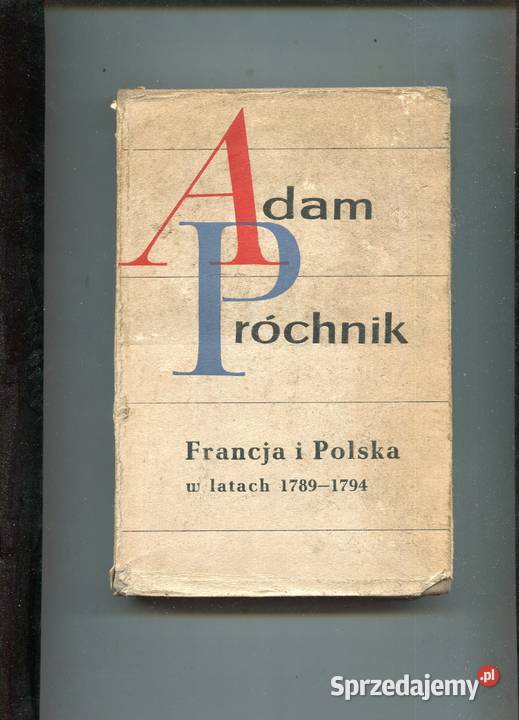 Adam
Próchnik
Francja i Polska
w latach 1789–1794
Sprzedajemy.pl